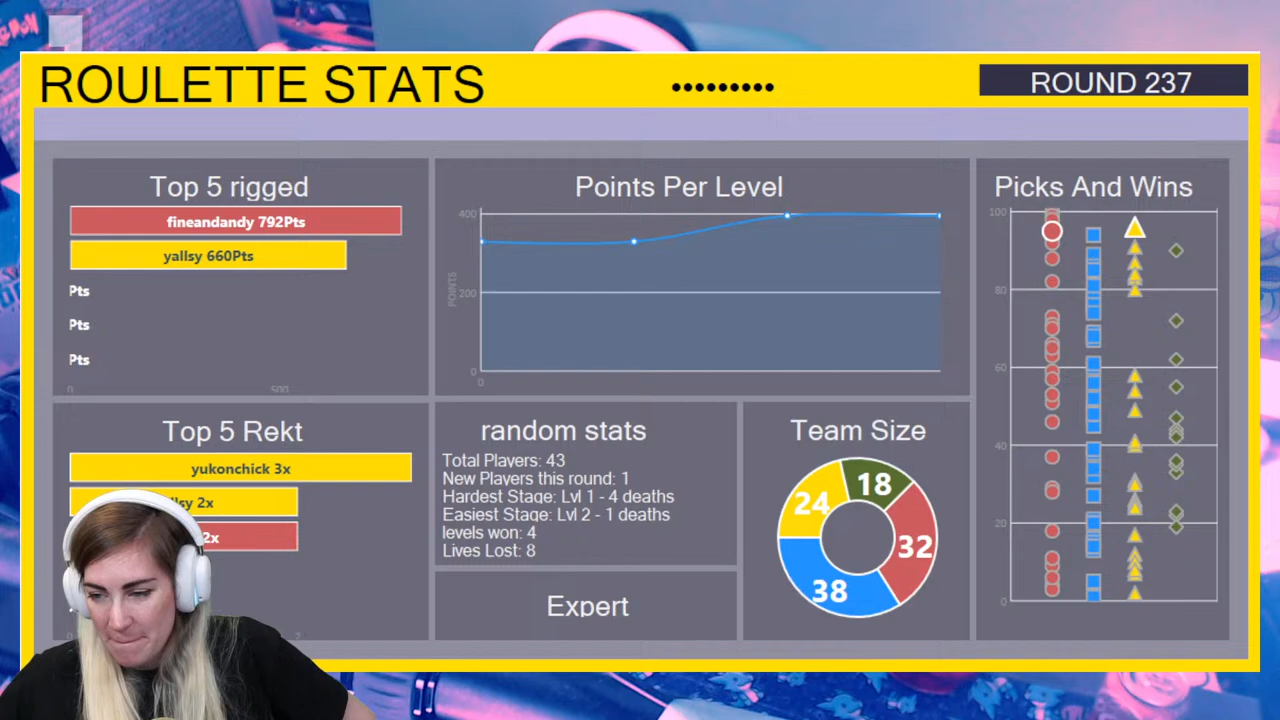 ROULETTE STATS
ROUND 237
Top 5 rigged
fineandandy 792Pts
yallsy 660Pts
Pts
Pts
Pts
0 500
Points Per Level
400
200
0
POINTS
0
Picks And Wins
100
80
60
40
20
0
Top 5 Rekt
yukonchick 3x
llsy 2x
2x
2
random stats
Total Players: 43
New Players this round: 1
Hardest Stage: Lvl 1 - 4 deaths
Easiest Stage: Lvl 2 - 1 deaths
levels won: 4
Lives Lost: 8
Expert
Team Size
18
24
32
38